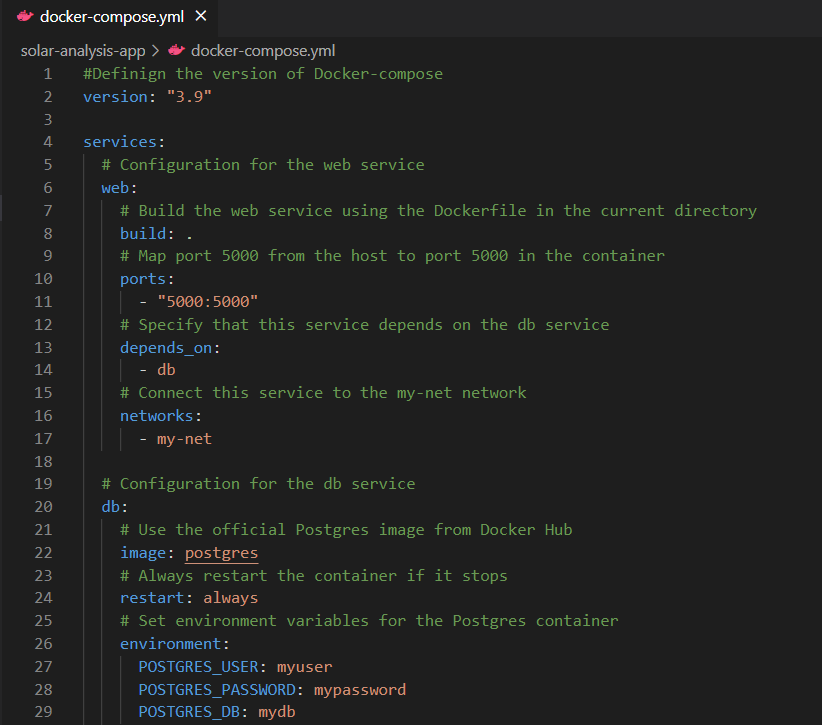 docker-compose.yml ✕
solar-analysis-app > docker-compose.yml
1 #Definign the version of Docker-compose
2 version: "3.9"
3
4 services:
5   # Configuration for the web service
6   web:
7     # Build the web service using the Dockerfile in the current directory
8     build: .
9     # Map port 5000 from the host to port 5000 in the container
10     ports:
11       - "5000:5000"
12     # Specify that this service depends on the db service
13     depends_on:
14       - db
15     # Connect this service to the my-net network
16     networks:
17       - my-net
18
19   # Configuration for the db service
20   db:
21     # Use the official Postgres image from Docker Hub
22     image: postgres
23     # Always restart the container if it stops
24     restart: always
25     # Set environment variables for the Postgres container
26     environment:
27       POSTGRES_USER: myuser
28       POSTGRES_PASSWORD: mypassword
29       POSTGRES_DB: mydb